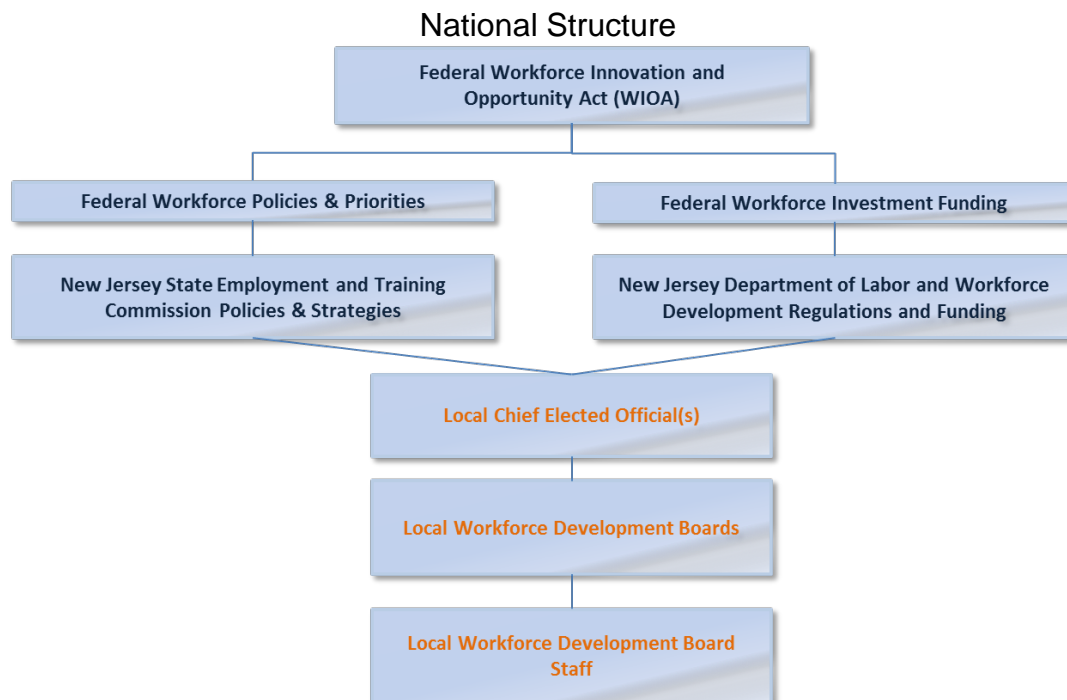 National Structure
Federal Workforce Innovation and
Opportunity Act (WIOA)
Federal Workforce Policies & Priorities
Federal Workforce Investment Funding
New Jersey State Employment and Training
Commission Policies & Strategies
New Jersey Department of Labor and Workforce
Development Regulations and Funding
Local Chief Elected Official(s)
Local Workforce Development Boards
Local Workforce Development Board
Staff